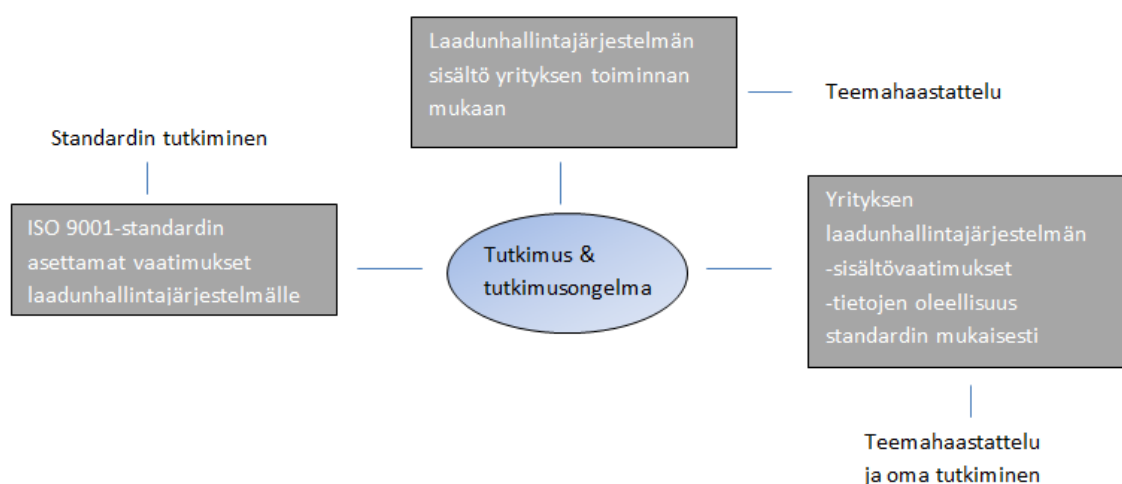 Laadunhallintajärjestelmän
sisältö yrityksen toiminnan
mukaan
Teemahaastattelu
Standardin tutkiminen
ISO 9001-standardin
asettamat vaatimukset
laadunhallintajärjestelmälle
Tutkimus &
tutkimusongelma
Yrityksen
laadunhallintajärjestelmän
-sisältövaatimukset
-tietojen oleellisuus
standardin mukaisesti
Teemahaastattelu
ja oma tutkiminen